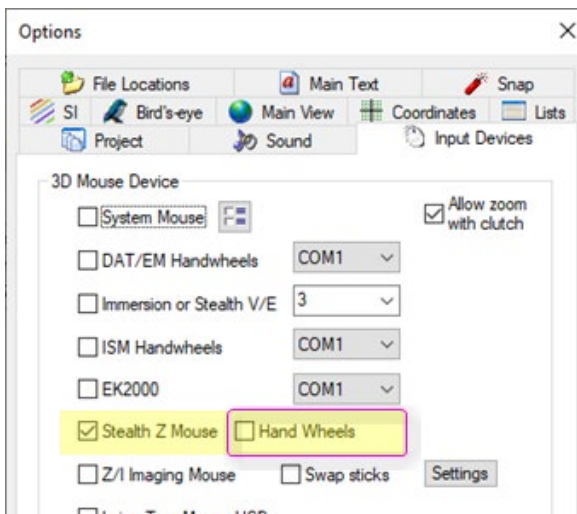 Options
File Locations Main Text Snap
SI Bird's-eye Main View Coordinates Lists
Project Sound Input Devices
3D Mouse Device
System Mouse Allow zoom
with clutch
DAT/EM Handwheels COM1
Immersion or Stealth V/E 3
ISM Handwheels COM1
EK2000 COM1
Stealth Z Mouse Hand Wheels
Z/I Imaging Mouse Swap sticks Settings